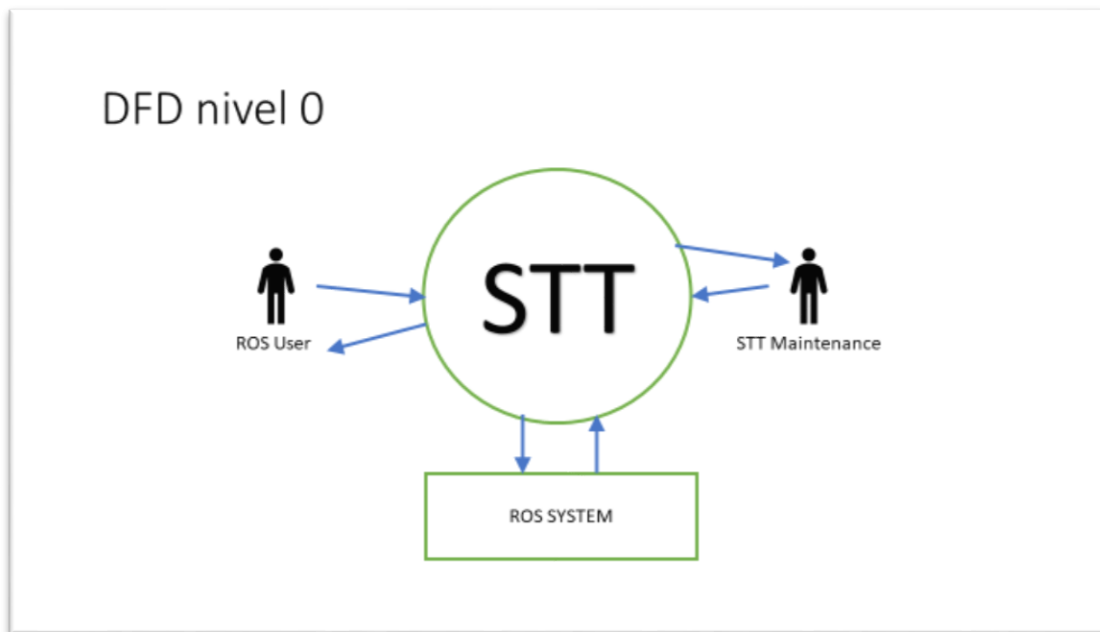 DFD nivel 0
STT
ROS User
STT Maintenance
ROS SYSTEM